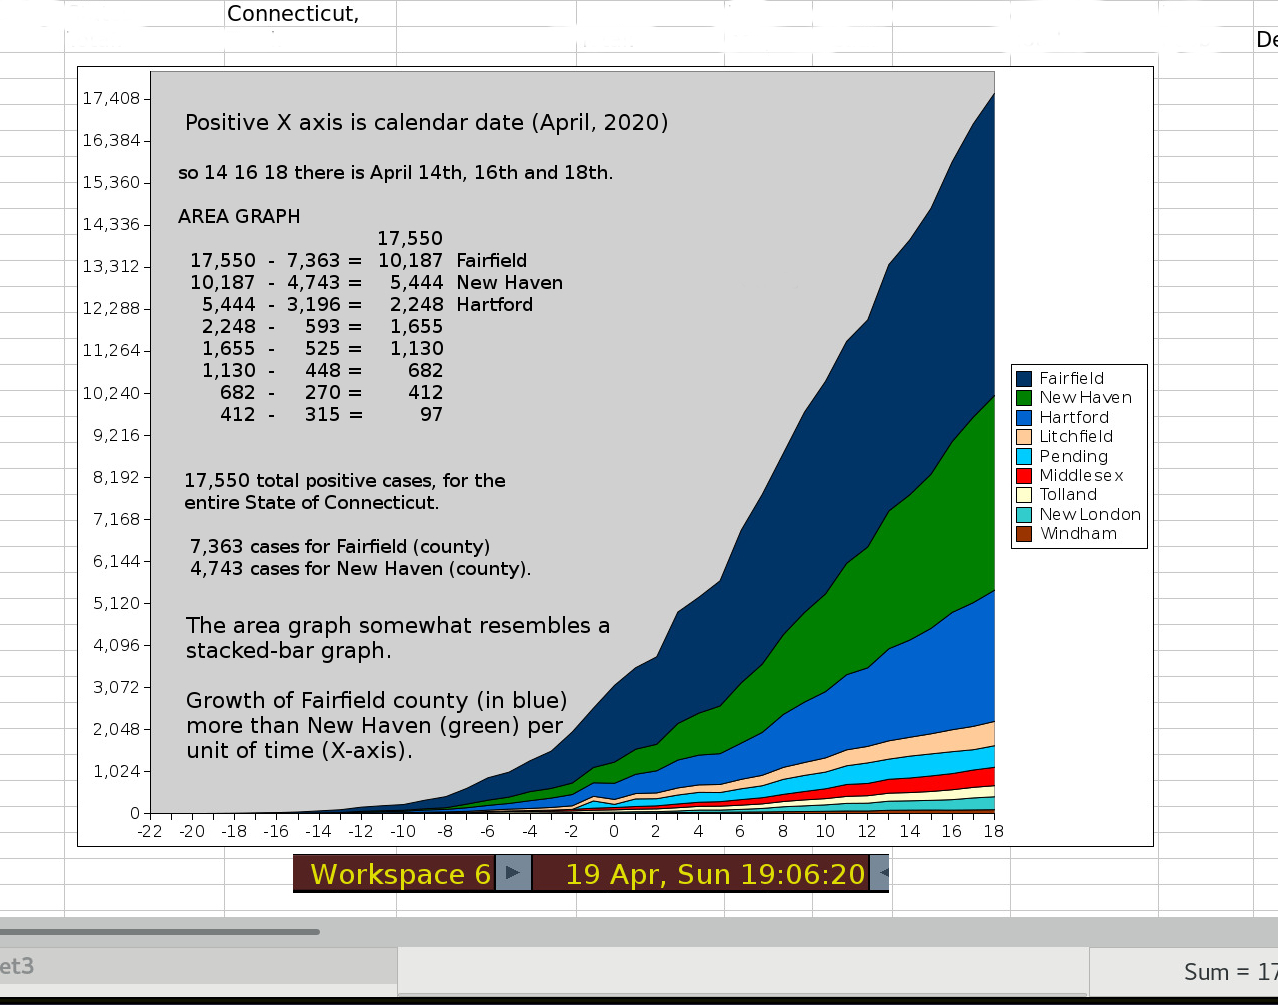 Connecticut,
De
17,408
16,384
15,360
14,336
13,312
12,288
11,264
10,240
9,216
8,192
7,168
6,144
5,120
4,096
3,072
2,048
1,024
0
Positive X axis is calendar date (April, 2020)
so 14 16 18 there is April 14th, 16th and 18th.
AREA GRAPH
17,550
17,550 - 7,363 = 10,187 Fairfield
10,187 - 4,743 = 5,444 New Haven
5,444 - 3,196 = 2,248 Hartford
2,248 - 593 = 1,655
1,655 - 525 = 1,130
1,130 - 448 = 682
682 - 270 = 412
412 - 315 = 97
17,550 total positive cases, for the
entire State of Connecticut.
7,363 cases for Fairfield (county)
4,743 cases for New Haven (county).
The area graph somewhat resembles a
stacked-bar graph.
Growth of Fairfield county (in blue)
more than New Haven (green) per
unit of time (X-axis).
-22 -20 -18 -16 -14 -12 -10 -8 -6 -4 -2 0 2 4 6 8 10 12 14 16 18
Fairfield
New Haven
Hartford
Litchfield
Pending
Middlesex
Tolland
New London
Windham
Workspace 6 19 Apr, Sun 19:06:20
et3
Sum = 17